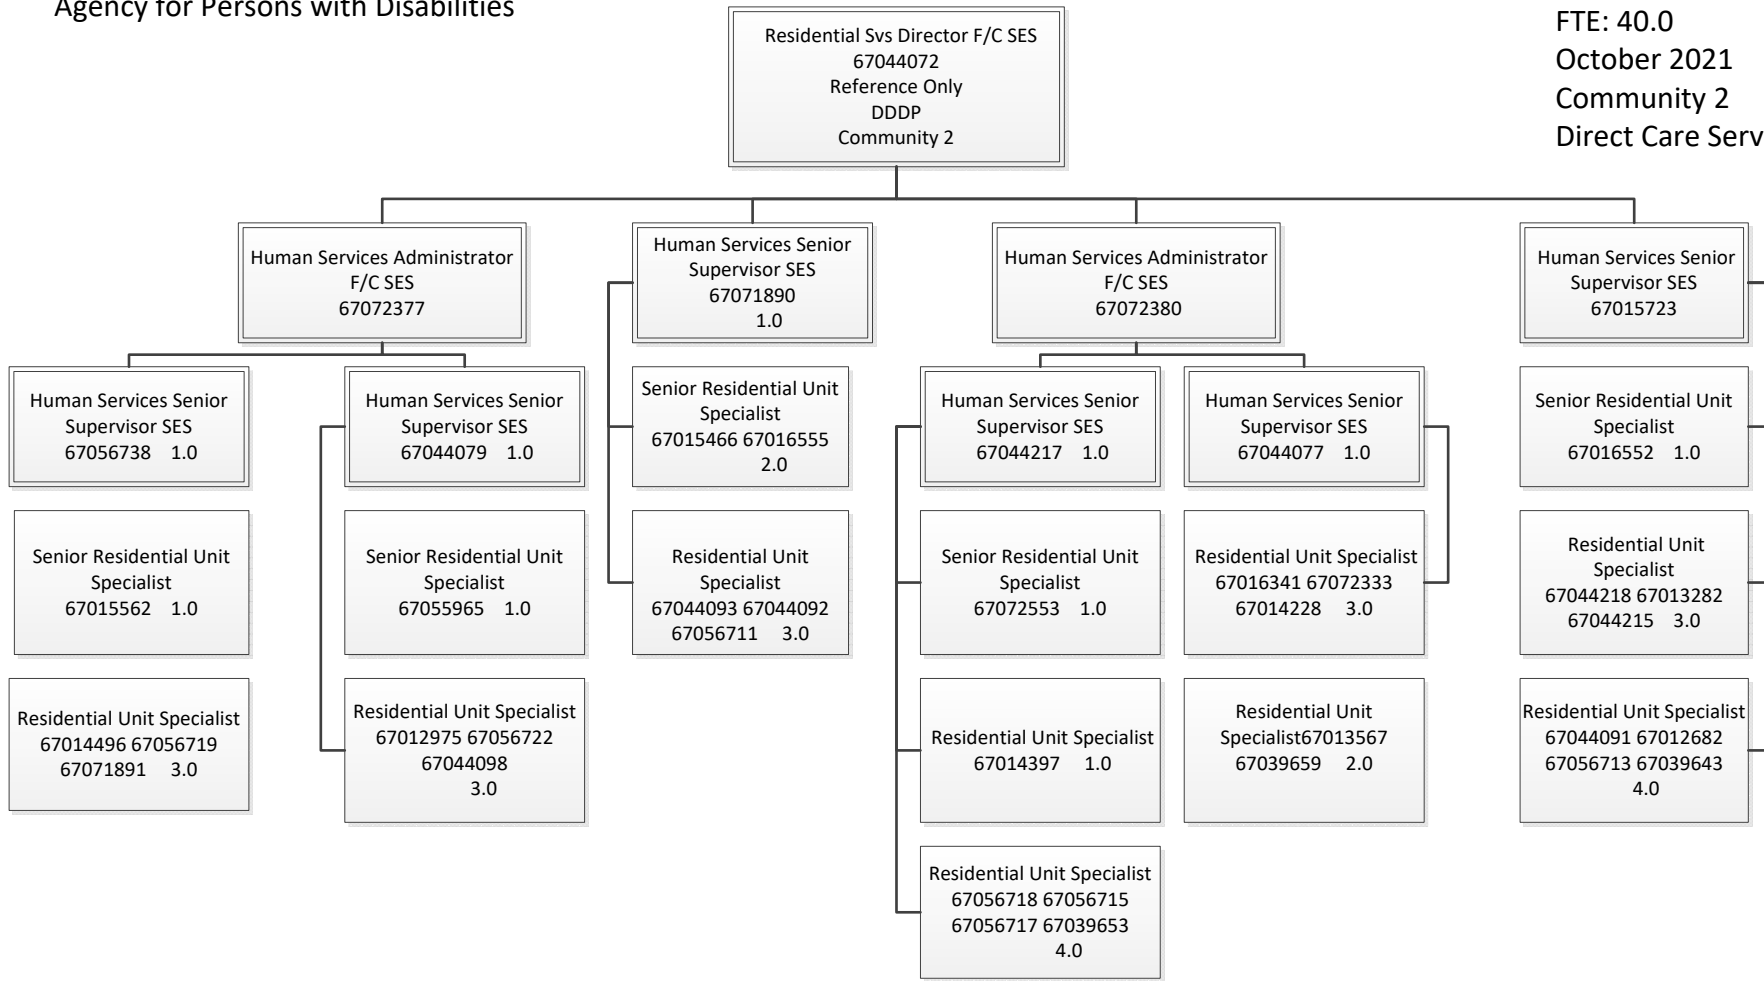 Agency for Persons with Disabilities
FTE: 40.0
October 2021
Community 2
Direct Care Serv
Residential Svs Director F/C SES
67044072
Reference Only
DDDP
Community 2
Human Services Administrator
F/C SES
67072377
Human Services Senior
Supervisor SES
67071890
1.0
Human Services Administrator
F/C SES
67072380
Human Services Senior
Supervisor SES
67015723
Human Services Senior
Supervisor SES
67056738 1.0
Human Services Senior
Supervisor SES
67044079 1.0
Senior Residential Unit
Specialist
67015466 67016555
2.0
Human Services Senior
Supervisor SES
67044217 1.0
Human Services Senior
Supervisor SES
67044077 1.0
Senior Residential Unit
Specialist
67016552 1.0
Senior Residential Unit
Specialist
67015562 1.0
Senior Residential Unit
Specialist
67055965 1.0
Residential Unit
Specialist
67044093 67044092
67056711 3.0
Senior Residential Unit
Specialist
67072553 1.0
Residential Unit Specialist
67016341 67072333
67014228 3.0
Residential Unit
Specialist
67044218 67013282
67044215 3.0
Residential Unit Specialist
67014496 67056719
67071891 3.0
Residential Unit Specialist
67012975 67056722
67044098
3.0
Residential Unit Specialist
67014397 1.0
Residential Unit
Specialist67013567
67039659 2.0
Residential Unit Specialist
67044091 67012682
67056713 67039643
4.0
Residential Unit Specialist
67056718 67056715
67056717 67039653
4.0